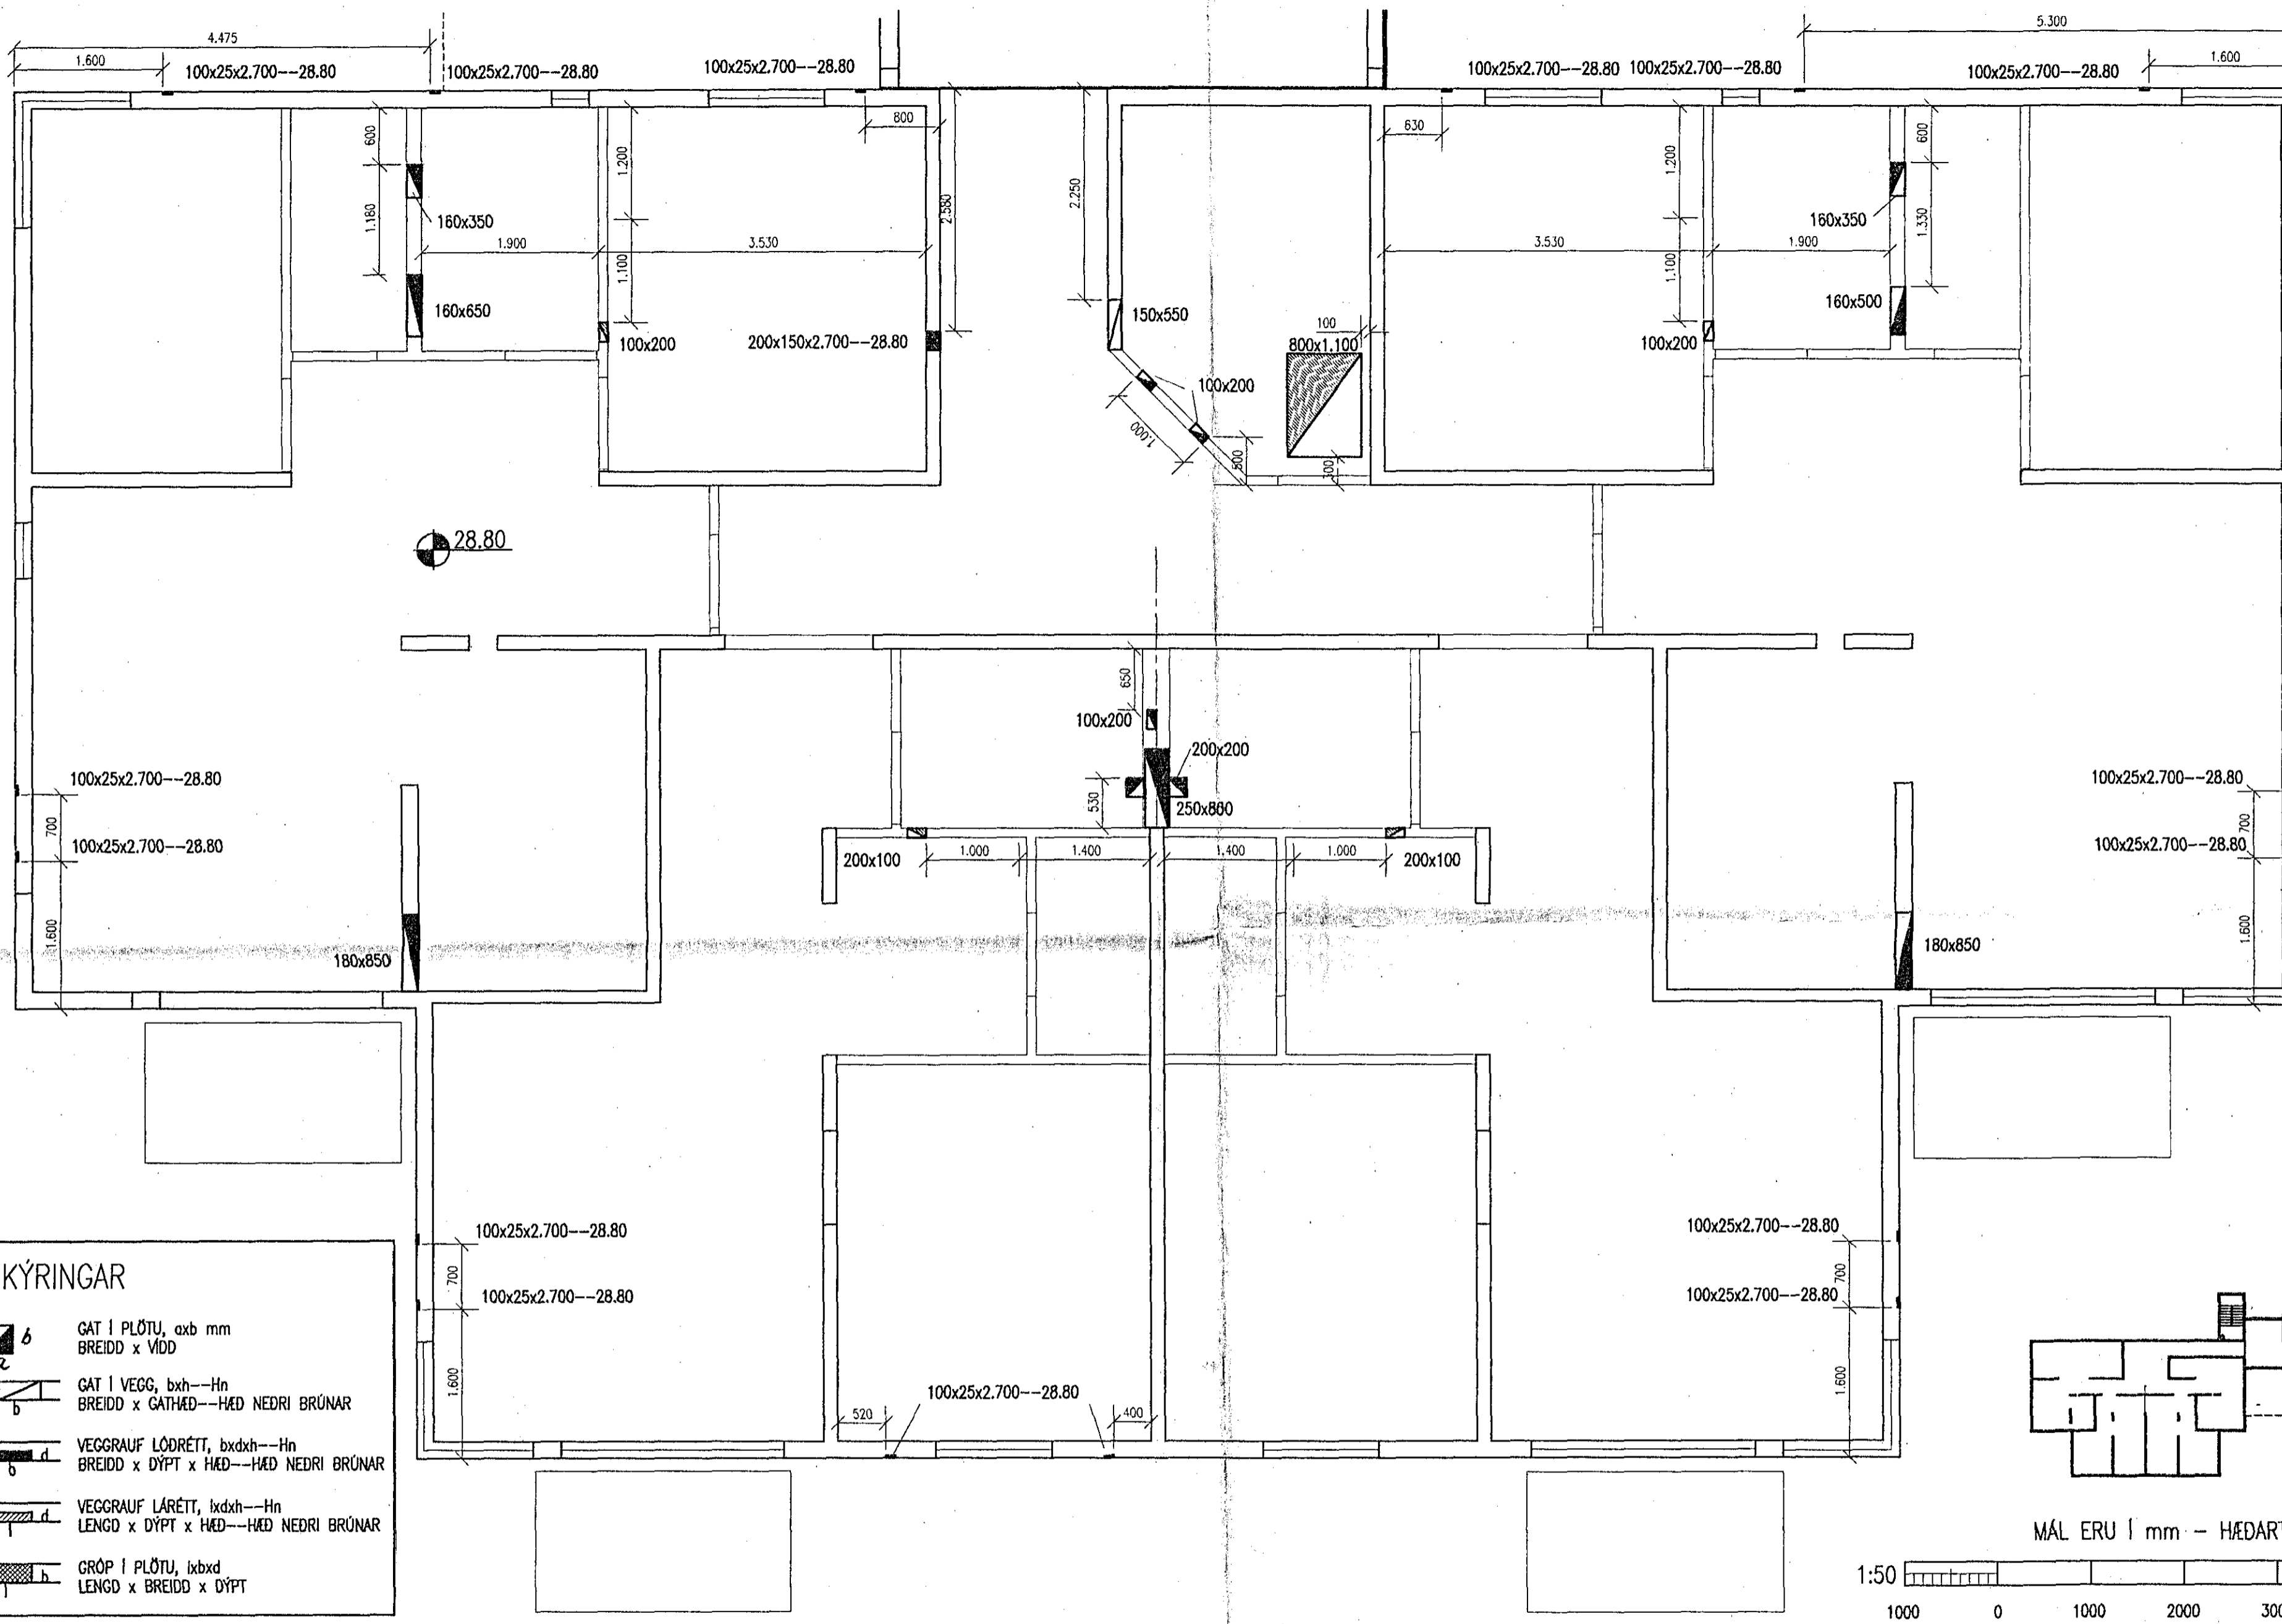 4.475
5.300
1.600
1.600
100x25x2.700--28.80
100x25x2.700--28.80
100x25x2.700--28.80
100x25x2.700--28.80
100x25x2.700--28.80
100x25x2.700--28.80
600
800
630
600
1.200
1.200
1.180
2.580
2.250
1.330
160x350
160x350
1.900
3.530
3.530
1.900
1.100
1.100
160x650
150x550
160x500
100x200
200x150x2.700--28.80
100
800x1.100
100x200
100x200
1.000
500
300
28.80
650
100x200
200x200
530
250x800
100x25x2.700--28.80
700
100x25x2.700--28.80
1.600
100x25x2.700--28.80
700
100x25x2.700--28.80
1.600
200x100
1.000
1.400
1.400
1.000
200x100
180x850
180x850
100x25x2.700--28.80
700
100x25x2.700--28.80
1.600
100x25x2.700--28.80
700
100x25x2.700--28.80
1.600
100x25x2.700--28.80
520
400
KÝRINGAR
b
a
GAT Í PLÖTU, axb mm
BREIDD x VÍDD
b
GAT Í VEGG, bxh--Hn
BREIDD x GATHÆÐ--HÆÐ NEÐRI BRÚNAR
d
b
VEGGRAUF LÓÐRÉTT, bxdxh--Hn
BREIDD x DÝPT x HÆÐ--HÆÐ NEÐRI BRÚNAR
d
l
VEGGRAUF LÁRÉTT, lxdxh--Hn
LENGD x DÝPT x HÆÐ--HÆÐ NEÐRI BRÚNAR
b
l
GRÓP Í PLÖTU, lxbxd
LENGD x BREIDD x DÝPT
MÁL ERU Í mm - HÆÐART
1:50
1000 0 1000 2000 300